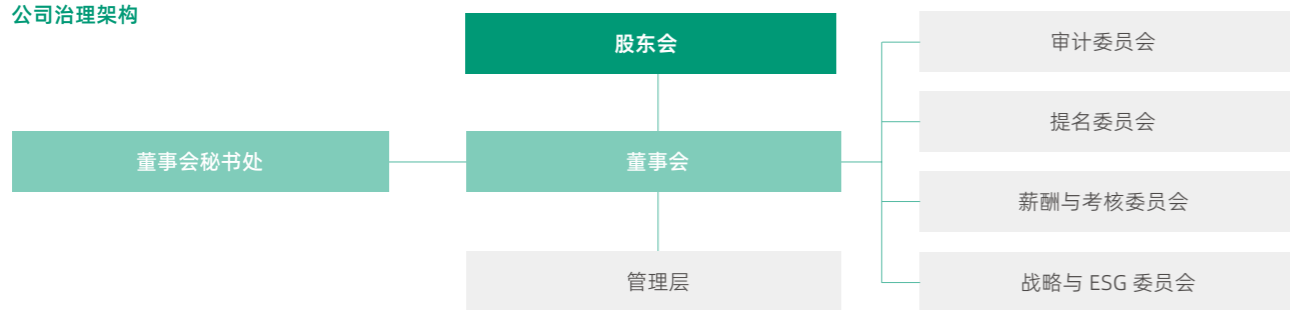 公司治理架构
股东会
董事会秘书处
董事会
管理层
审计委员会
提名委员会
薪酬与考核委员会
战略与 ESG 委员会